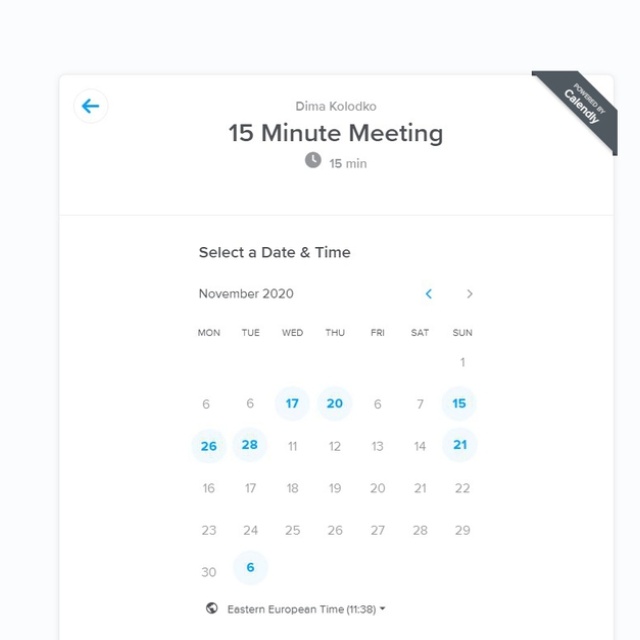 POWERED BY
Calendly
Dima Kolodko
15 Minute Meeting
15 min
Select a Date & Time
November 2020
MON TUE WED THU FRI SAT SUN
1
6 6 17 20 6 7 15
26 28 11 12 13 14 21
16 17 18 19 20 21 22
23 24 25 26 27 28 29
30 6
Eastern European Time (11:38)